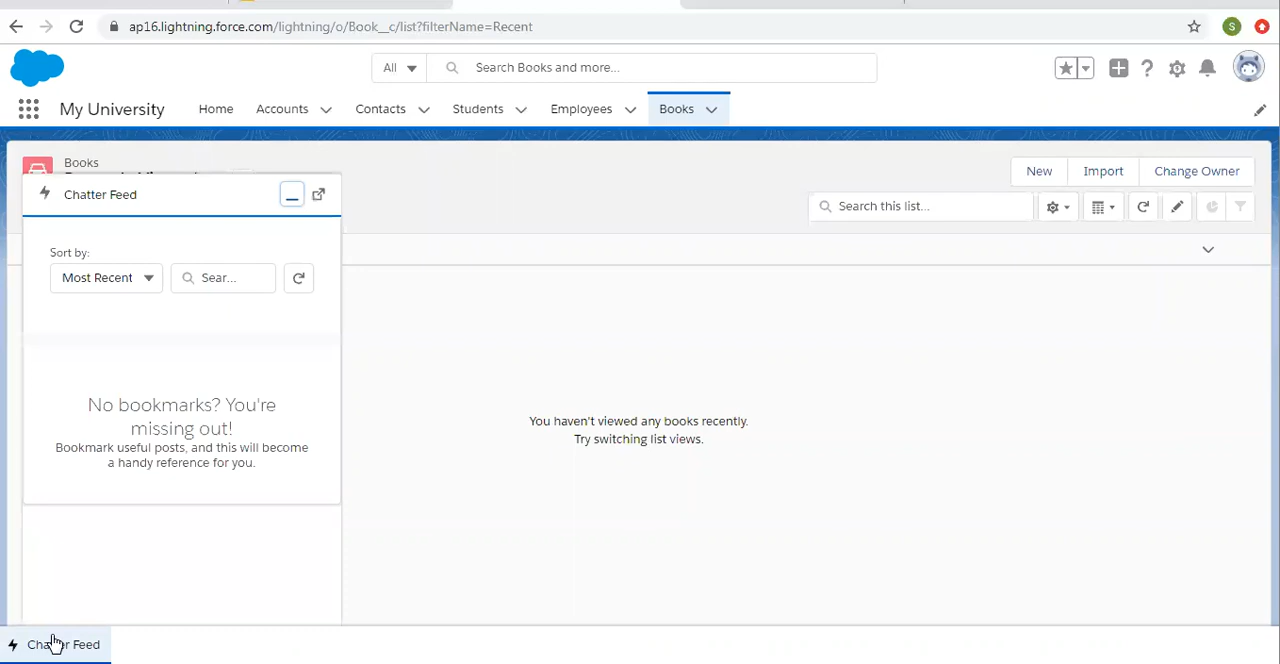 ap16.lightning.force.com/lightning/o/Book__c/list?filterName=Recent
S
All
Search Books and more...
My University
Home
Accounts
Contacts
Students
Employees
Books
Books
New
Import
Change Owner
Chatter Feed
Search this list...
Sort by:
Most Recent
Sear...
No bookmarks? You're
missing out!
Bookmark useful posts, and this will become
a handy reference for you.
You haven't viewed any books recently.
Try switching list views.
Chatter Feed